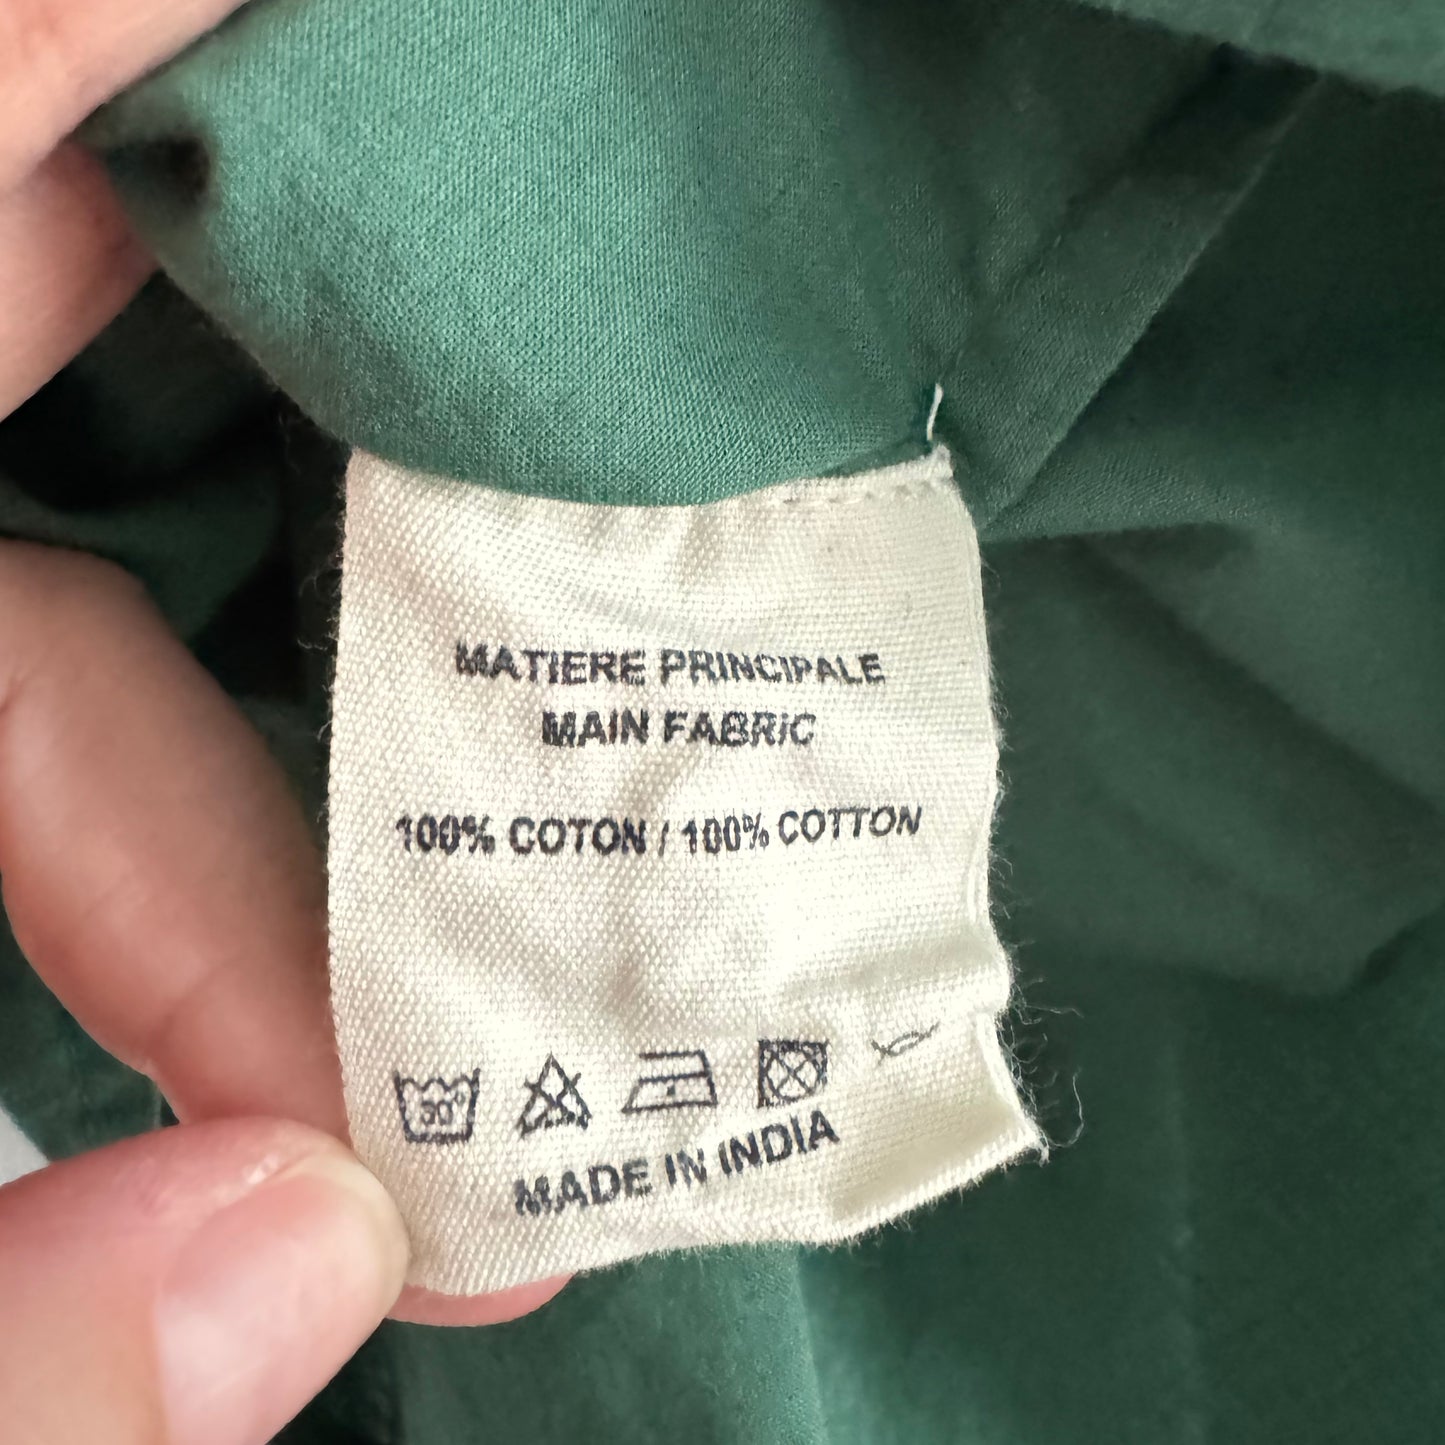 MATIERE PRINCIPALE
MAIN FABRIC
100% COTON / 100% COTTON
30°
MADE IN INDIA